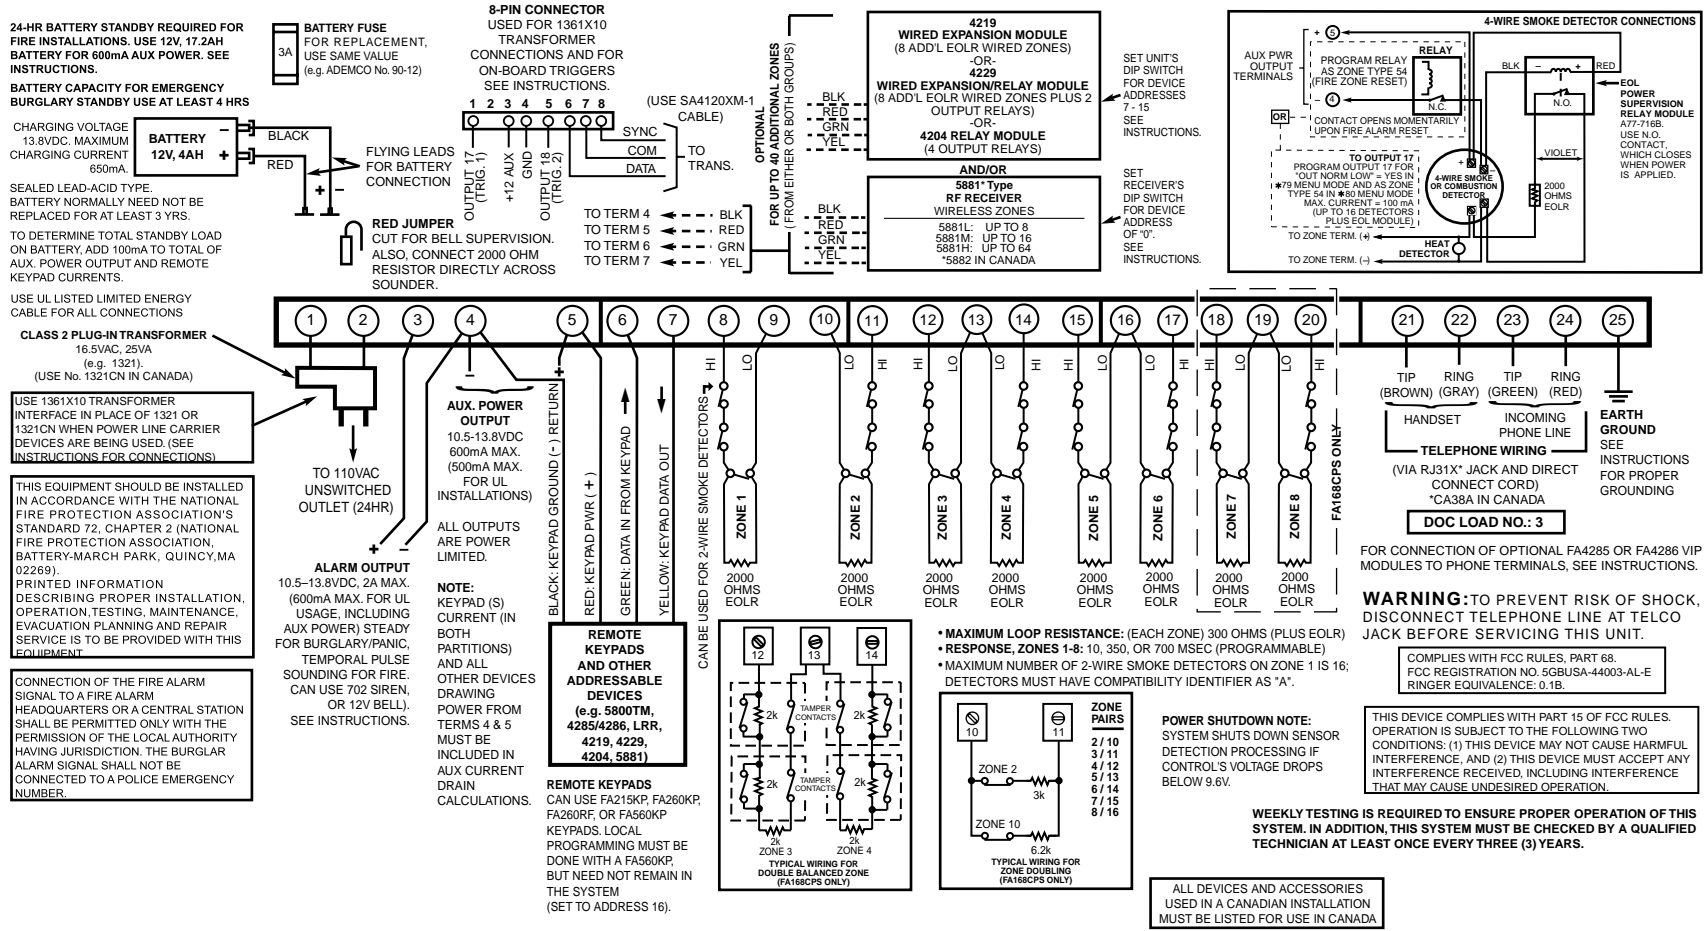 24-HR BATTERY STANDBY REQUIRED FOR
FIRE INSTALLATIONS. USE 12V, 17.2AH
BATTERY FOR 600mA AUX POWER. SEE
INSTRUCTIONS.
BATTERY CAPACITY FOR EMERGENCY
BURGLARY STANDBY USE AT LEAST 4 HRS
3A
BATTERY FUSE
FOR REPLACEMENT,
USE SAME VALUE
(e.g. ADEMCO No. 90-12)
CHARGING VOLTAGE
13.8VDC. MAXIMUM
CHARGING CURRENT
650mA.
BATTERY
12V, 4AH
–
+
BLACK
RED
+ –
FLYING LEADS
FOR BATTERY
CONNECTION
SEALED LEAD-ACID TYPE.
BATTERY NORMALLY NEED NOT BE
REPLACED FOR AT LEAST 3 YRS.
TO DETERMINE TOTAL STANDBY LOAD
ON BATTERY, ADD 100mA TO TOTAL OF
AUX. POWER OUTPUT AND REMOTE
KEYPAD CURRENTS.
USE UL LISTED LIMITED ENERGY
CABLE FOR ALL CONNECTIONS
RED JUMPER
CUT FOR BELL SUPERVISION.
ALSO, CONNECT 2000 OHM
RESISTOR DIRECTLY ACROSS
SOUNDER.
8-PIN CONNECTOR
USED FOR 1361X10
TRANSFORMER
CONNECTIONS AND FOR
ON-BOARD TRIGGERS
SEE INSTRUCTIONS.
1 2 3 4 5 6 7 8
OUTPUT 17
(TRIG. 1)
+12 AUX
GND
OUTPUT 18
(TRIG. 2)
(USE SA4120XM-1
CABLE)
SYNC
COM
DATA
TO
TRANS.
TO TERM 4 BLK
TO TERM 5 RED
TO TERM 6 GRN
TO TERM 7 YEL
OPTIONAL
FOR UP TO 40 ADDITIONAL ZONES
(FROM EITHER OR BOTH GROUPS)
BLK
RED
GRN
YEL
4219
WIRED EXPANSION MODULE
(8 ADD'L EOLR WIRED ZONES)
-OR-
4229
WIRED EXPANSION/RELAY MODULE
(8 ADD'L EOLR WIRED ZONES PLUS 2
OUTPUT RELAYS)
-OR-
4204 RELAY MODULE
(4 OUTPUT RELAYS)
SET UNIT'S
DIP SWITCH
FOR DEVICE
ADDRESSES
7 - 15
SEE
INSTRUCTIONS.
AND/OR
BLK
RED
GRN
YEL
5881* Type
RF RECEIVER
WIRELESS ZONES
5881L: UP TO 8
5881M: UP TO 16
5881H: UP TO 64
*5882 IN CANADA
SET
RECEIVER'S
DIP SWITCH
FOR DEVICE
ADDRESS
OF "0".
SEE
INSTRUCTIONS.
4-WIRE SMOKE DETECTOR CONNECTIONS
AUX PWR
OUTPUT
TERMINALS
+ 5
– 4
RELAY
PROGRAM RELAY
AS ZONE TYPE 54
(FIRE ZONE RESET)
N.C.
CONTACT OPENS MOMENTARILY
UPON FIRE ALARM RESET
OR
TO OUTPUT 17
PROGRAM OUTPUT 17 FOR
"OUT NORM LOW" = YES IN
✱79 MENU MODE AND AS ZONE
TYPE 54 IN ✱80 MENU MODE
MAX. CURRENT = 100 mA
(UP TO 16 DETECTORS
PLUS EOL MODULE)
+
–
4-WIRE SMOKE
OR COMBUSTION
DETECTOR
BLK
– +
N.O.
RED
EOL
POWER
SUPERVISION
RELAY MODULE
A77-716B.
USE N.O.
CONTACT,
WHICH CLOSES
WHEN POWER
IS APPLIED.
VIOLET
2000
OHMS
EOLR
TO ZONE TERM. (+)
HEAT
DETECTOR
TO ZONE TERM. (–)
1 2 3 4 5 6 7 8 9 10 11 12 13 14 15 16 17 18 19 20 21 22 23 24 25
CLASS 2 PLUG-IN TRANSFORMER
16.5VAC, 25VA
(e.g. 1321).
(USE No. 1321CN IN CANADA)
USE 1361X10 TRANSFORMER
INTERFACE IN PLACE OF 1321 OR
1321CN WHEN POWER LINE CARRIER
DEVICES ARE BEING USED. (SEE
INSTRUCTIONS FOR CONNECTIONS)
TO 110VAC
UNSWITCHED
OUTLET (24HR)
THIS EQUIPMENT SHOULD BE INSTALLED
IN ACCORDANCE WITH THE NATIONAL
FIRE PROTECTION ASSOCIATION'S
STANDARD 72, CHAPTER 2 (NATIONAL
FIRE PROTECTION ASSOCIATION,
BATTERY-MARCH PARK, QUINCY,MA
02269).
PRINTED INFORMATION
DESCRIBING PROPER INSTALLATION,
OPERATION,TESTING, MAINTENANCE,
EVACUATION PLANNING AND REPAIR
SERVICE IS TO BE PROVIDED WITH THIS
EQUIPMENT
CONNECTION OF THE FIRE ALARM
SIGNAL TO A FIRE ALARM
HEADQUARTERS OR A CENTRAL STATION
SHALL BE PERMITTED ONLY WITH THE
PERMISSION OF THE LOCAL AUTHORITY
HAVING JURISDICTION. THE BURGLAR
ALARM SIGNAL SHALL NOT BE
CONNECTED TO A POLICE EMERGENCY
NUMBER.
+ –
ALARM OUTPUT
10.5–13.8VDC, 2A MAX.
(600mA MAX. FOR UL
USAGE, INCLUDING
AUX POWER) STEADY
FOR BURGLARY/PANIC,
TEMPORAL PULSE
SOUNDING FOR FIRE.
CAN USE 702 SIREN,
OR 12V BELL).
SEE INSTRUCTIONS.
– +
AUX. POWER
OUTPUT
10.5-13.8VDC
600mA MAX.
(500mA MAX.
FOR UL
INSTALLATIONS)
ALL OUTPUTS
ARE POWER
LIMITED.
NOTE:
KEYPAD (S)
CURRENT (IN
BOTH
PARTITIONS)
AND ALL
OTHER DEVICES
DRAWING
POWER FROM
TERMS 4 & 5
MUST BE
INCLUDED IN
AUX CURRENT
DRAIN
CALCULATIONS.
BLACK: KEYPAD GROUND ( - ) RETURN
RED: KEYPAD PWR ( + )
GREEN: DATA IN FROM KEYPAD
YELLOW: KEYPAD DATA OUT
REMOTE
KEYPADS
AND OTHER
ADDRESSABLE
DEVICES
(e.g. 5800TM,
4285/4286, LRR,
4219, 4229,
4204, 5881)
REMOTE KEYPADS
CAN USE FA215KP, FA260KP,
FA260RF, OR FA560KP
KEYPADS. LOCAL
PROGRAMMING MUST BE
DONE WITH A FA560KP,
BUT NEED NOT REMAIN IN
THE SYSTEM
(SET TO ADDRESS 16).
CAN BE USED FOR 2-WIRE SMOKE DETECTORS
HI LO LO HI HI LO HI HI LO HI HI LO HI
ZONE 1
ZONE 2
ZONE 3
ZONE 4
ZONE 5
ZONE 6
ZONE 7
ZONE 8
2000
OHMS
EOLR
2000
OHMS
EOLR
2000
OHMS
EOLR
2000
OHMS
EOLR
2000
OHMS
EOLR
2000
OHMS
EOLR
2000
OHMS
EOLR
2000
OHMS
EOLR
FA168CPS ONLY
12 13 14
2k
TAMPER
CONTACTS
2k
2k
TAMPER
CONTACTS
2k
2k
ZONE 3
2k
ZONE 4
TYPICAL WIRING FOR
DOUBLE BALANCED ZONE
(FA168CPS ONLY)
• MAXIMUM LOOP RESISTANCE: (EACH ZONE) 300 OHMS (PLUS EOLR)
• RESPONSE, ZONES 1-8: 10, 350, OR 700 MSEC (PROGRAMMABLE)
• MAXIMUM NUMBER OF 2-WIRE SMOKE DETECTORS ON ZONE 1 IS 16;
DETECTORS MUST HAVE COMPATIBILITY IDENTIFIER AS "A".
10 11
ZONE 2
3k
ZONE 10
6.2k
TYPICAL WIRING FOR
ZONE DOUBLING
(FA168CPS ONLY)
ZONE
PAIRS
2 / 10
3 / 11
4 / 12
5 / 13
6 / 14
7 / 15
8 / 16
POWER SHUTDOWN NOTE:
SYSTEM SHUTS DOWN SENSOR
DETECTION PROCESSING IF
CONTROL'S VOLTAGE DROPS
BELOW 9.6V.
TIP
(BROWN)
RING
(GRAY)
TIP
(GREEN)
RING
(RED)
HANDSET
INCOMING
PHONE LINE
TELEPHONE WIRING
(VIA RJ31X* JACK AND DIRECT
CONNECT CORD)
*CA38A IN CANADA
EARTH
GROUND
SEE
INSTRUCTIONS
FOR PROPER
GROUNDING
DOC LOAD NO.: 3
FOR CONNECTION OF OPTIONAL FA4285 OR FA4286 VIP
MODULES TO PHONE TERMINALS, SEE INSTRUCTIONS.
WARNING: TO PREVENT RISK OF SHOCK,
DISCONNECT TELEPHONE LINE AT TELCO
JACK BEFORE SERVICING THIS UNIT.
COMPLIES WITH FCC RULES, PART 68.
FCC REGISTRATION NO. 5GBUSA-44003-AL-E
RINGER EQUIVALENCE: 0.1B.
THIS DEVICE COMPLIES WITH PART 15 OF FCC RULES.
OPERATION IS SUBJECT TO THE FOLLOWING TWO
CONDITIONS: (1) THIS DEVICE MAY NOT CAUSE HARMFUL
INTERFERENCE, AND (2) THIS DEVICE MUST ACCEPT ANY
INTERFERENCE RECEIVED, INCLUDING INTERFERENCE
THAT MAY CAUSE UNDESIRED OPERATION.
WEEKLY TESTING IS REQUIRED TO ENSURE PROPER OPERATION OF THIS
SYSTEM. IN ADDITION, THIS SYSTEM MUST BE CHECKED BY A QUALIFIED
TECHNICIAN AT LEAST ONCE EVERY THREE (3) YEARS.
ALL DEVICES AND ACCESSORIES
USED IN A CANADIAN INSTALLATION
MUST BE LISTED FOR USE IN CANADA